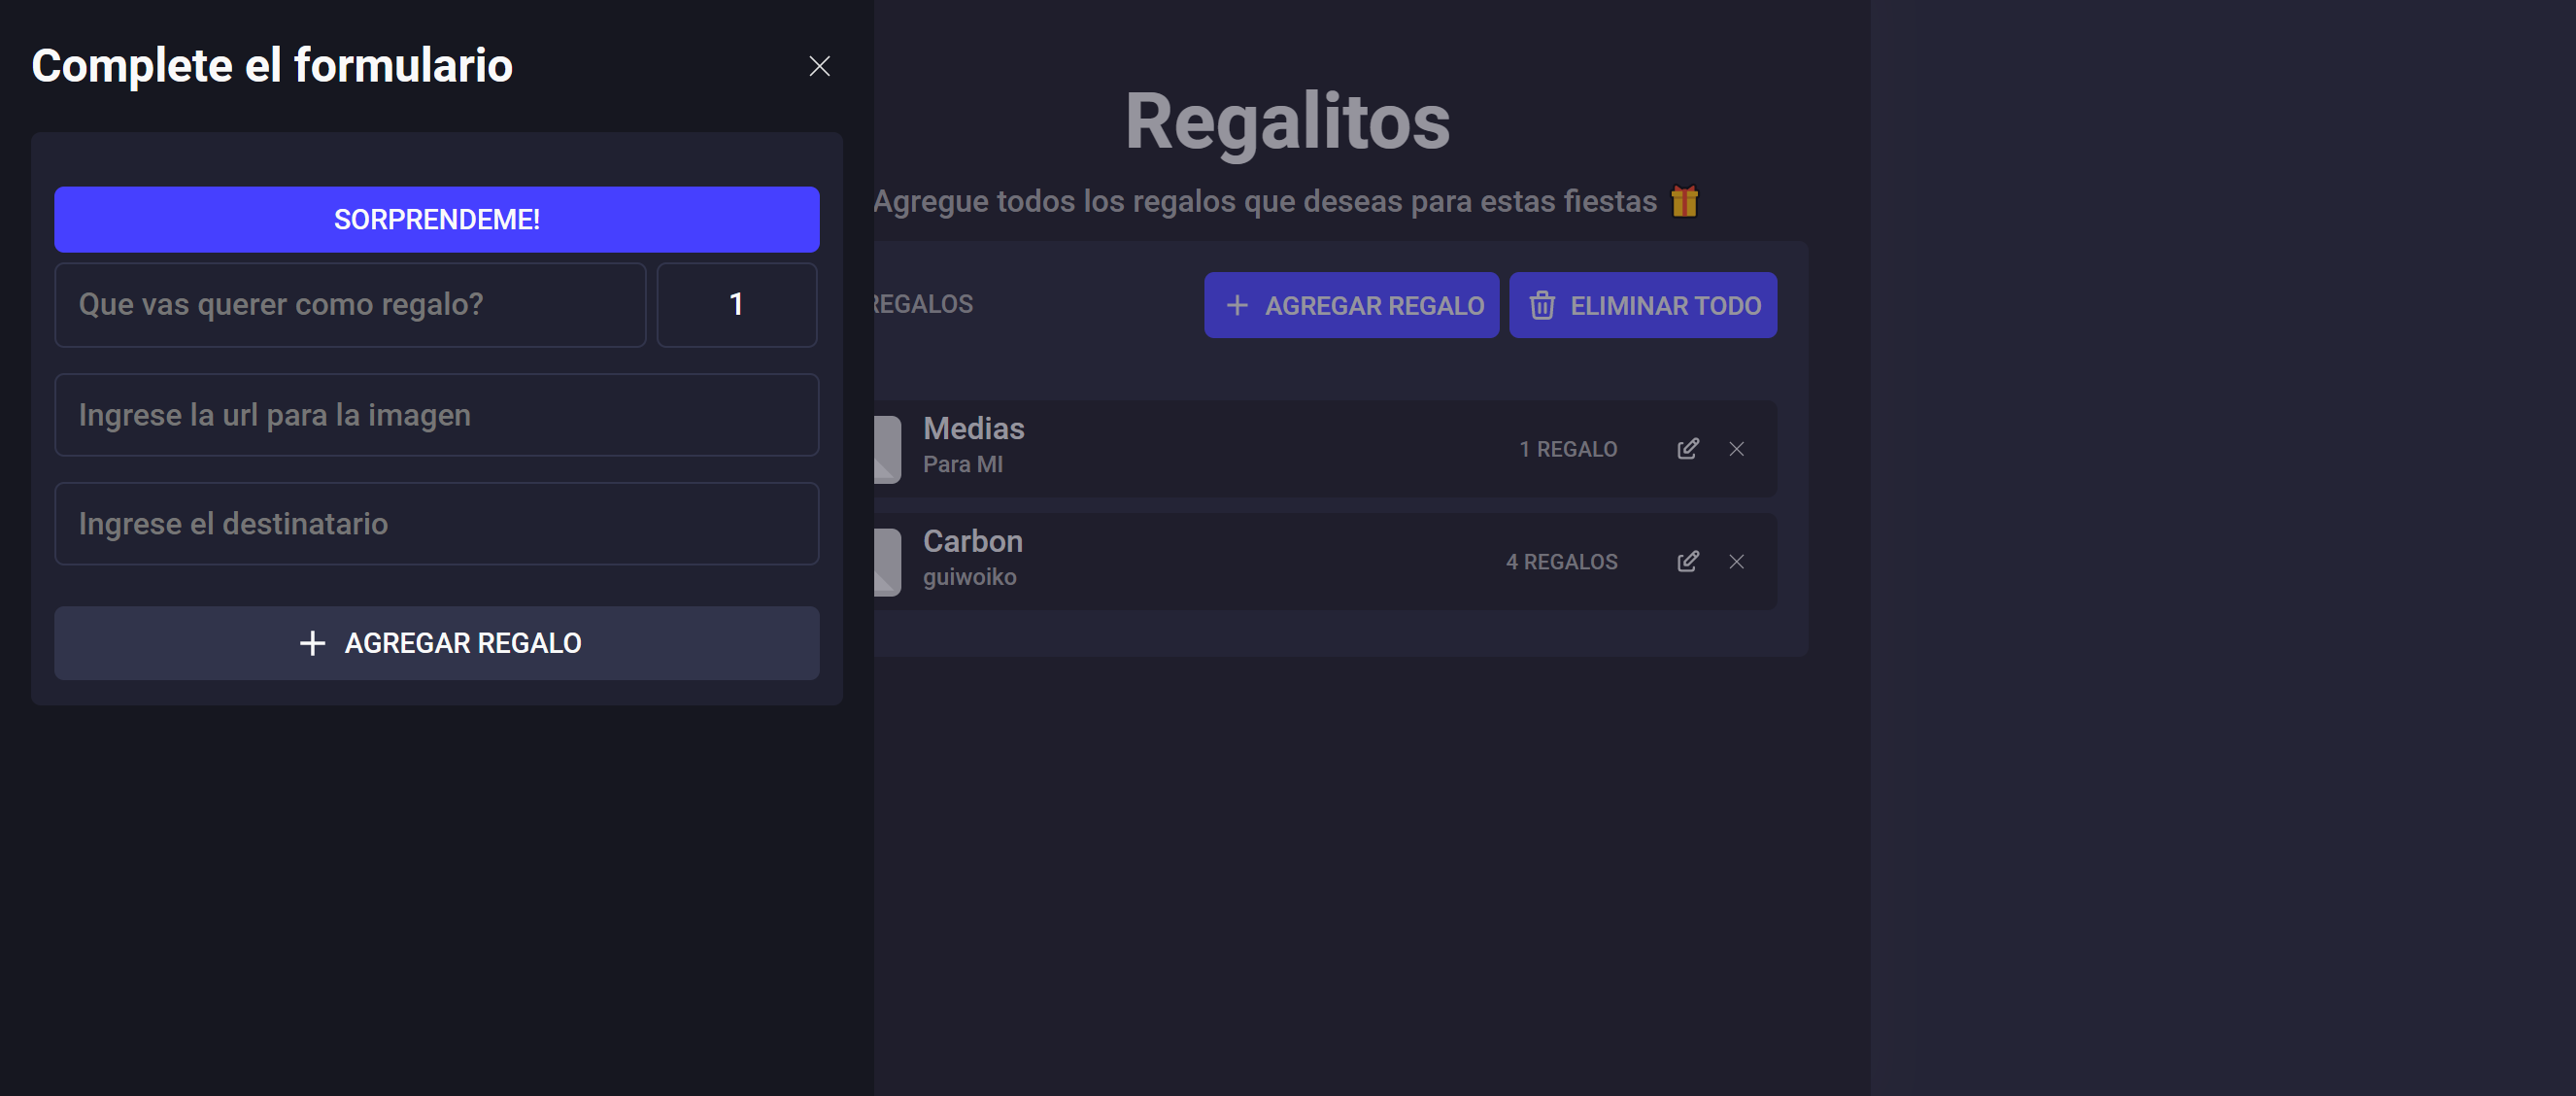 Complete el formulario
SORPRENDEME!
Que vas querer como regalo?
1
Ingrese la url para la imagen
Ingrese el destinatario
AGREGAR REGALO
Regalitos
Agregue todos los regalos que deseas para estas fiestas 🎁
REGALOS
AGREGAR REGALO
ELIMINAR TODO
Medias
Para MI
1 REGALO
Carbon
guiwoiko
4 REGALOS